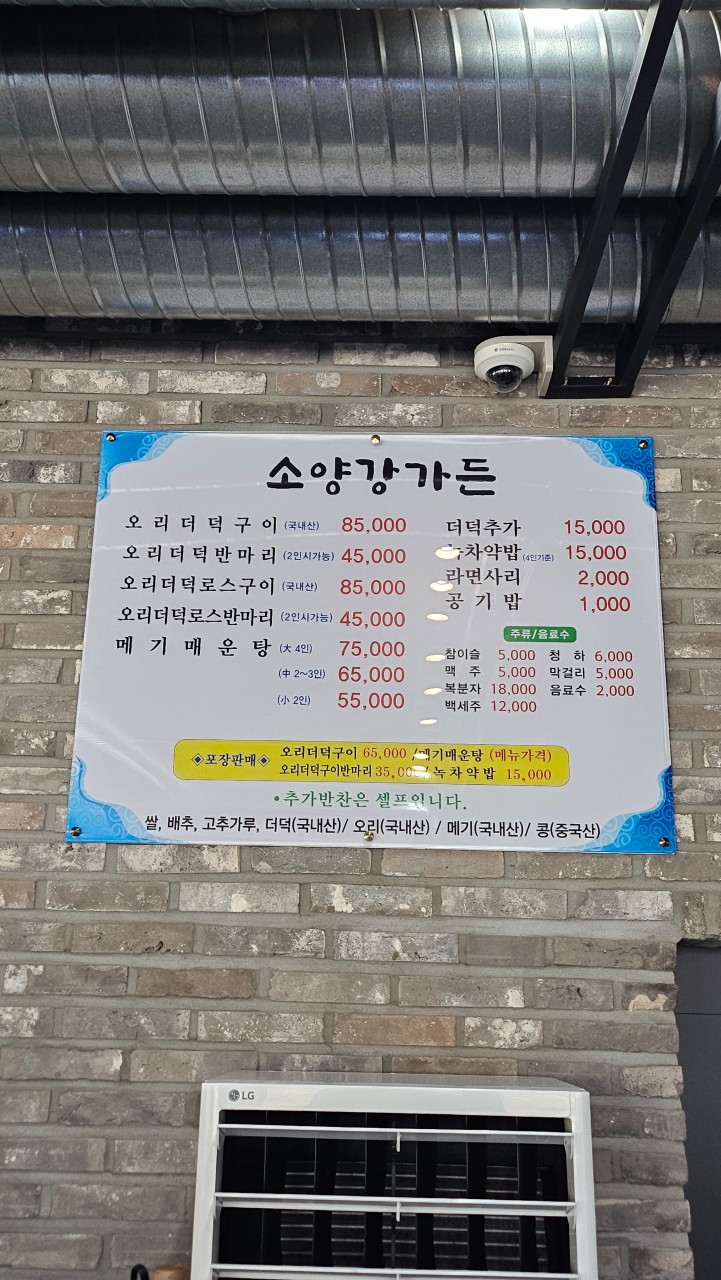 소양강가든
오리더덕구이 (국내산) 85,000
오리더덕반마리 (2인시가능) 45,000
오리더덕로스구이 (국내산) 85,000
오리더덕로스반마리 (2인시가능) 45,000
메기매운탕 (大 4인) 75,000
(中 2~3인) 65,000
(小 2인) 55,000
더덕추가 15,000
녹차약밥 (4인기준) 15,000
라면사리 2,000
공기밥 1,000
주류/음료수
참이슬 5,000 청하 6,000
맥주 5,000 막걸리 5,000
복분자 18,000 음료수 2,000
백세주 12,000
◈포장판매◈
오리더덕구이 65,000 /메기매운탕 (메뉴가격)
오리더덕구이반마리 35,000 / 녹차약밥 15,000
•추가반찬은 셀프입니다.
쌀, 배추, 고추가루, 더덕(국내산)/ 오리(국내산) / 메기(국내산)/ 콩(중국산)
LG